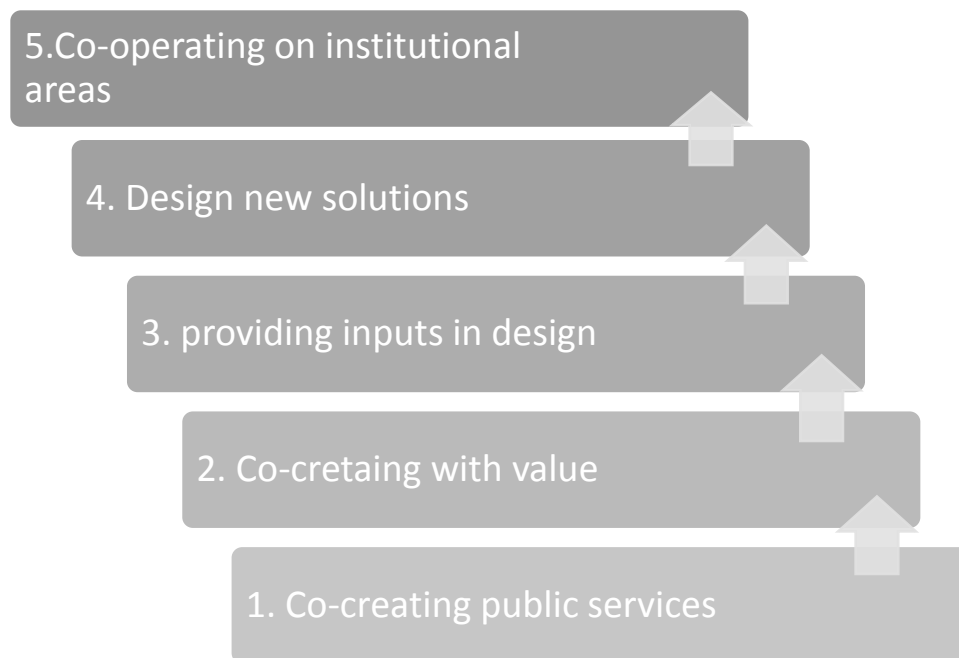 5.Co-operating on institutional
areas
4. Design new solutions
3. providing inputs in design
2. Co-cretaing with value
1. Co-creating public services